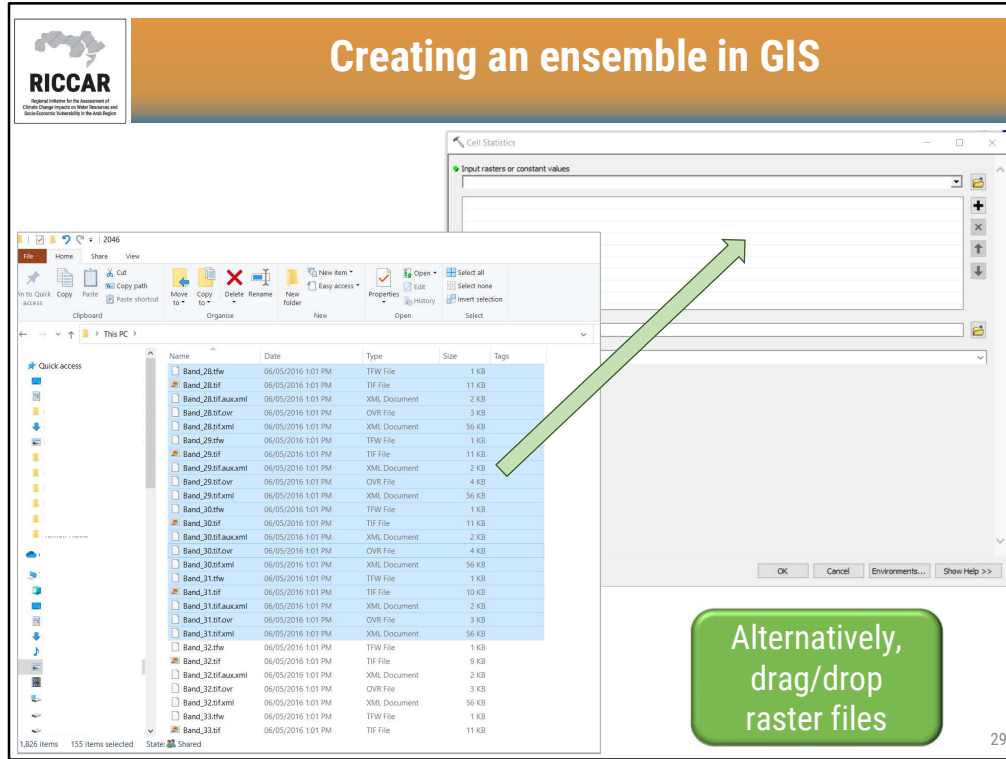 RICCAR
Regional Initiative for the Assessment of
Climate Change Impacts on Water Resources and
Socio-Economic Vulnerability in the Arab Region
Creating an ensemble in GIS
Cell Statistics
Input rasters or constant values
OK Cancel Environments... Show Help >>
2046
File Home Share View
Pin to Quick access Copy Paste Cut Copy path Paste shortcut
Move to Copy to Delete Rename New folder New item Easy access
Properties Open Edit History Select all Select none Invert selection
Clipboard Organise New Open Select
This PC
Quick access
Name Date Type Size Tags
Band_28.tfw 06/05/2016 1:01 PM TFW File 1 KB
Band_28.tif 06/05/2016 1:01 PM TIF File 11 KB
Band_28.tif.aux.xml 06/05/2016 1:01 PM XML Document 2 KB
Band_28.tif.ovr 06/05/2016 1:01 PM OVR File 3 KB
Band_28.tif.xml 06/05/2016 1:01 PM XML Document 56 KB
Band_29.tfw 06/05/2016 1:01 PM TFW File 1 KB
Band_29.tif 06/05/2016 1:01 PM TIF File 11 KB
Band_29.tif.aux.xml 06/05/2016 1:01 PM XML Document 2 KB
Band_29.tif.ovr 06/05/2016 1:01 PM OVR File 4 KB
Band_29.tif.xml 06/05/2016 1:01 PM XML Document 56 KB
Band_30.tfw 06/05/2016 1:01 PM TFW File 1 KB
Band_30.tif 06/05/2016 1:01 PM TIF File 11 KB
Band_30.tif.aux.xml 06/05/2016 1:01 PM XML Document 2 KB
Band_30.tif.ovr 06/05/2016 1:01 PM OVR File 4 KB
Band_30.tif.xml 06/05/2016 1:01 PM XML Document 56 KB
Band_31.tfw 06/05/2016 1:01 PM TFW File 1 KB
Band_31.tif 06/05/2016 1:01 PM TIF File 10 KB
Band_31.tif.aux.xml 06/05/2016 1:01 PM XML Document 2 KB
Band_31.tif.ovr 06/05/2016 1:01 PM OVR File 3 KB
Band_31.tif.xml 06/05/2016 1:01 PM XML Document 56 KB
Band_32.tfw 06/05/2016 1:01 PM TFW File 1 KB
Band_32.tif 06/05/2016 1:01 PM TIF File 9 KB
Band_32.tif.aux.xml 06/05/2016 1:01 PM XML Document 2 KB
Band_32.tif.ovr 06/05/2016 1:01 PM OVR File 3 KB
Band_32.tif.xml 06/05/2016 1:01 PM XML Document 56 KB
Band_33.tfw 06/05/2016 1:01 PM TFW File 1 KB
Band_33.tif 06/05/2016 1:01 PM TIF File 11 KB
1,826 items 155 items selected State: Shared
Alternatively,
drag/drop
raster files
29